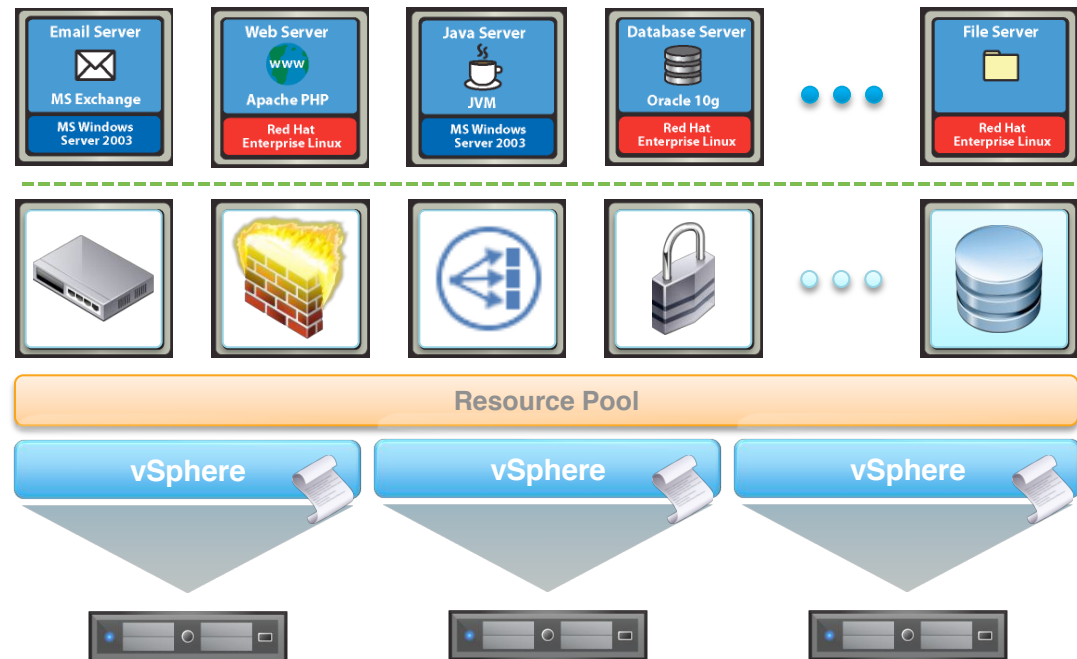 Email Server
MS Exchange
MS Windows
Server 2003
Web Server
www
Apache PHP
Red Hat
Enterprise Linux
Java Server
JVM
MS Windows
Server 2003
Database Server
Oracle 10g
Red Hat
Enterprise Linux
File Server
Red Hat
Enterprise Linux
Resource Pool
vSphere
vSphere
vSphere